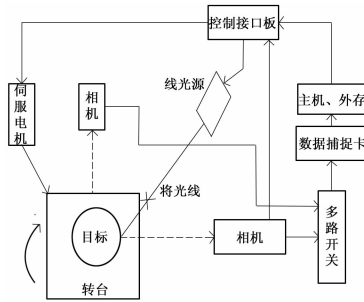 控制接口板
线光源
伺服电机
相机
主机、外存
数据捕捉卡
将光线
目标
相机
多路开关
转台